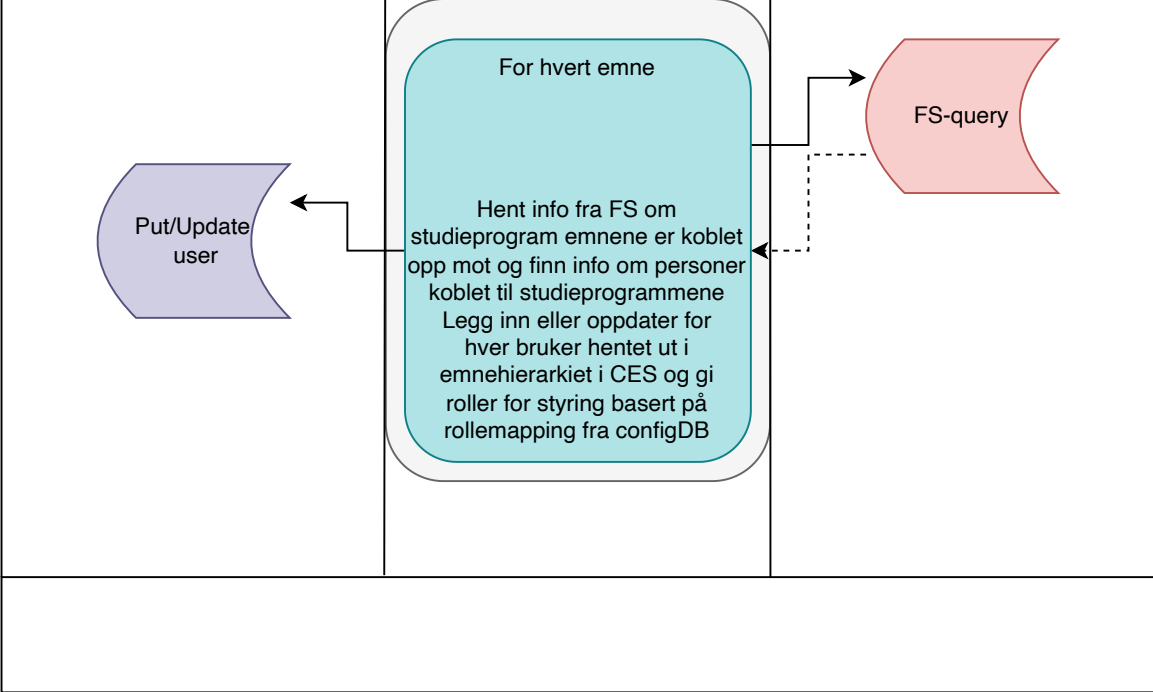 For hvert emne
FS-query
Put/Update
user
Hent info fra FS om
studieprogram emnene er koblet
opp mot og finn info om personer
koblet til studieprogrammene
Legg inn eller oppdater for
hver bruker hentet ut i
emnehierarkiet i CES og gi
roller for styring basert på
rollemapping fra configDB